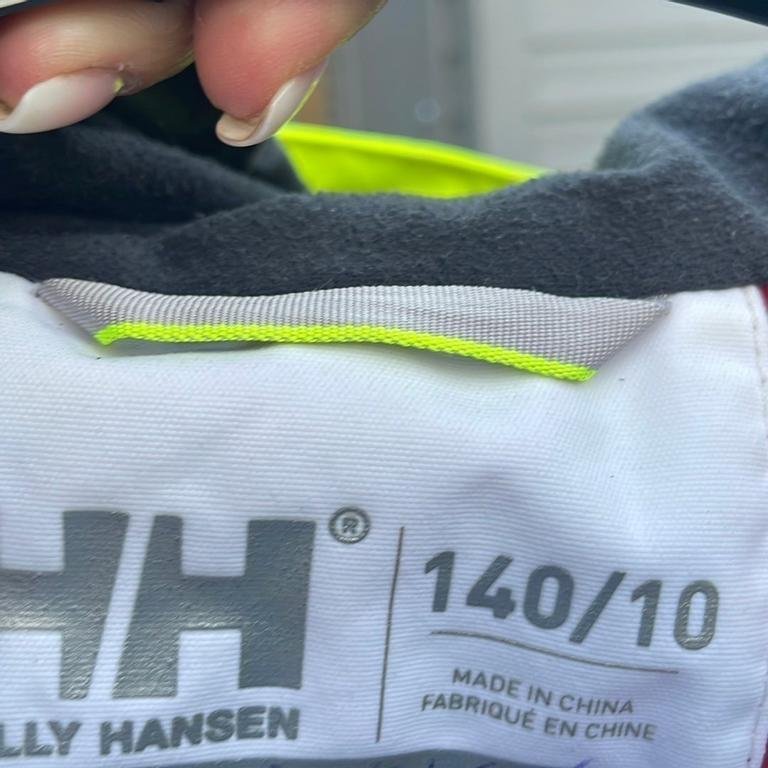 HH®
LLY HANSEN
140/10
MADE IN CHINA
FABRIQUÉ EN CHINE